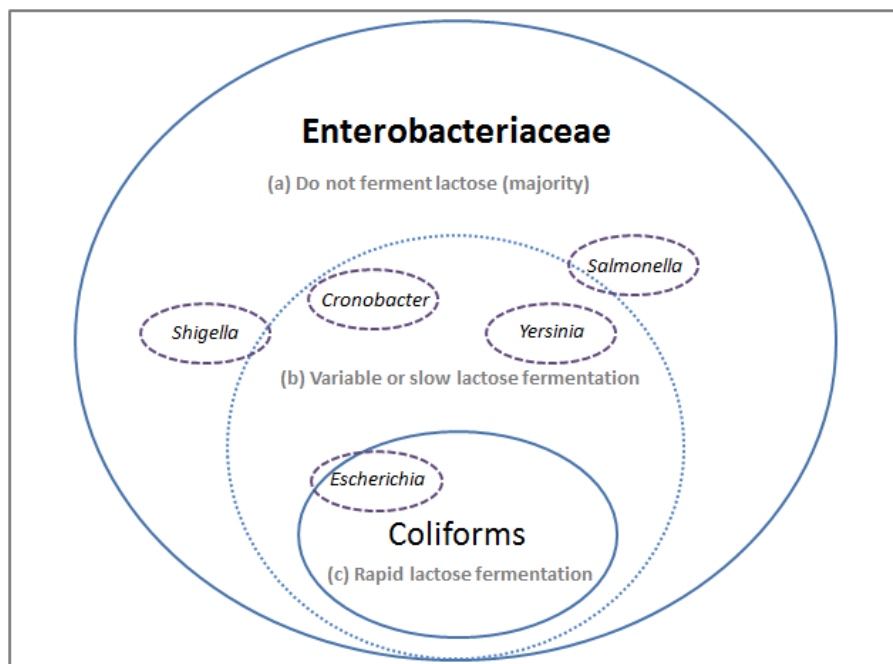 Enterobacteriaceae
(a) Do not ferment lactose (majority)
Salmonella
Cronobacter
Shigella
Yersinia
(b) Variable or slow lactose fermentation
Escherichia
Coliforms
(c) Rapid lactose fermentation